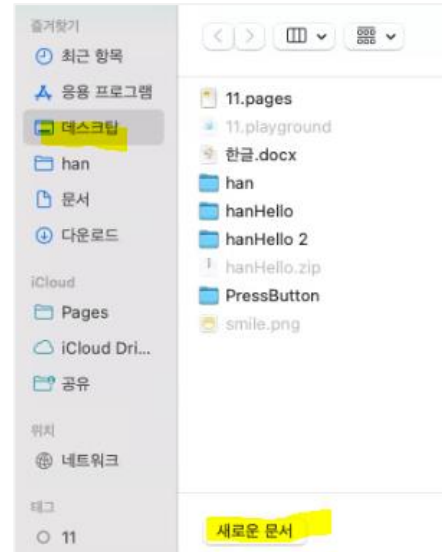 즐겨찾기
최근 항목
응용 프로그램
데스크탑
han
문서
다운로드
iCloud
Pages
iCloud Dri...
공유
위치
네트워크
태그
11
11.pages
11.playground
한글.docx
han
hanHello
hanHello 2
hanHello.zip
PressButton
smile.png
새로운 문서